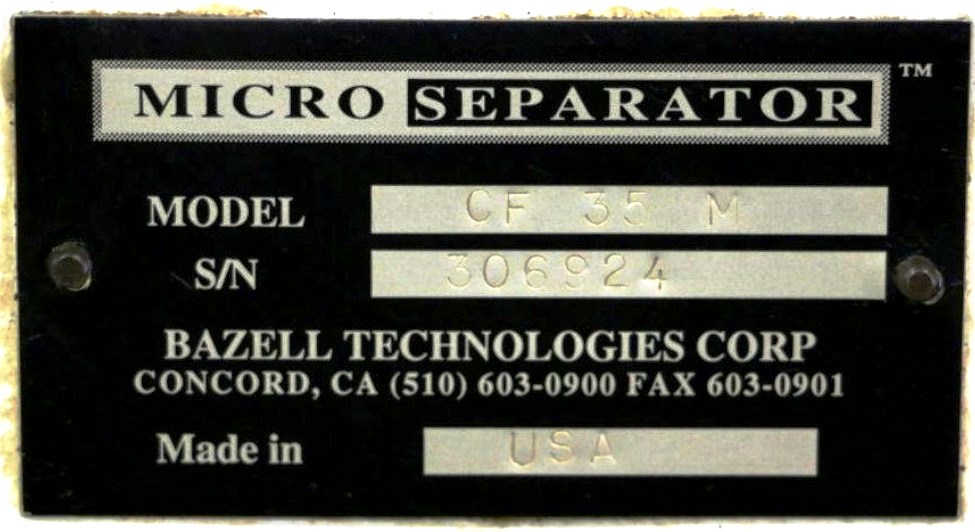 MICRO SEPARATOR™
MODEL CF 35 M
S/N 306924
BAZELL TECHNOLOGIES CORP
CONCORD, CA (510) 603-0900 FAX 603-0901
Made in USA